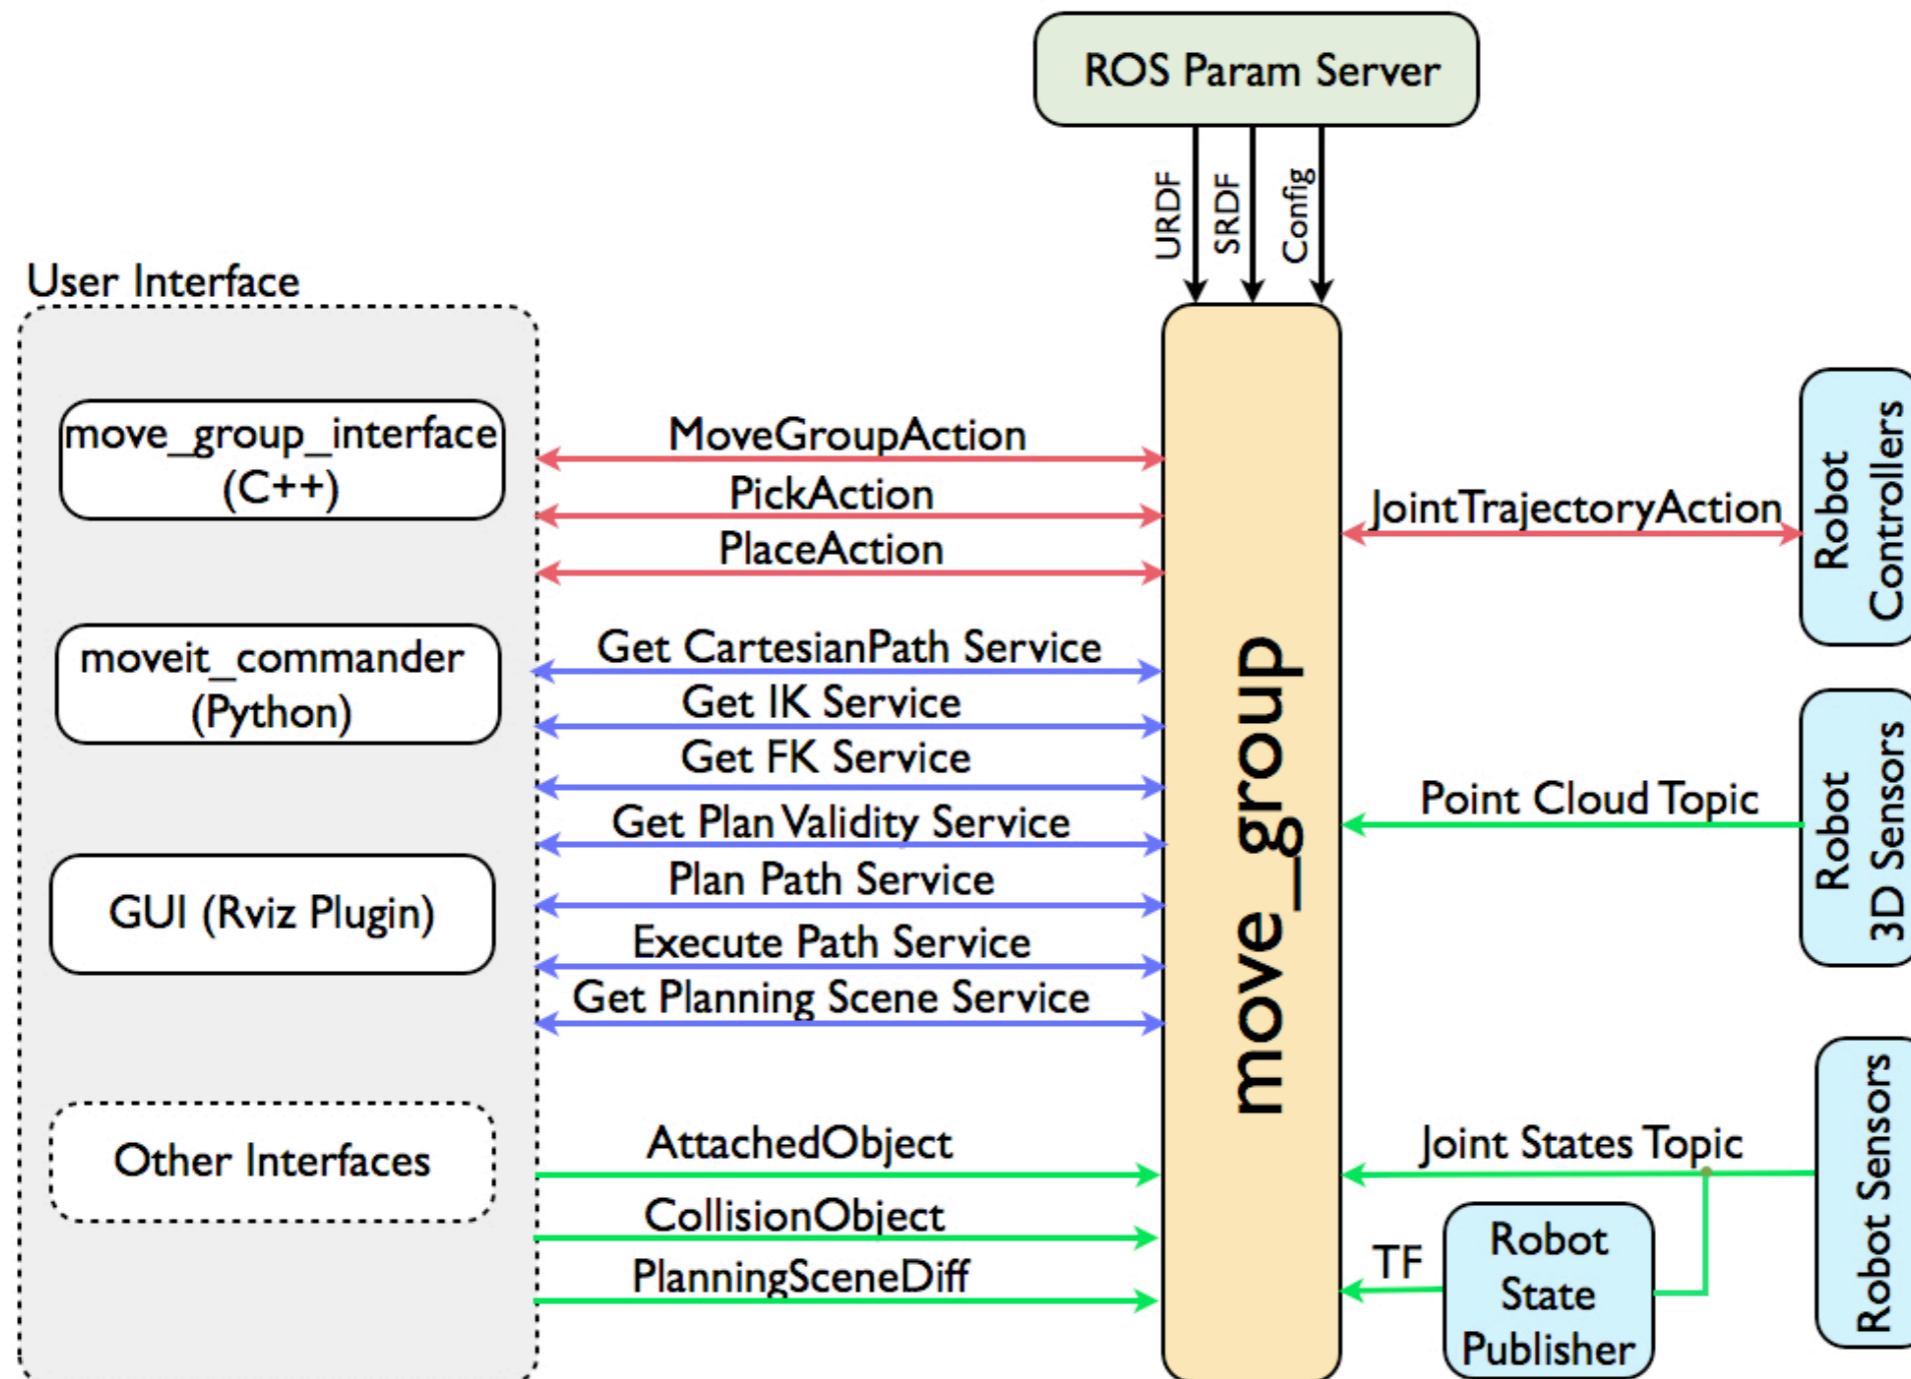 ROS Param Server
URDF
SRDF
Config
User Interface
move_group_interface
(C++)
moveit_commander
(Python)
GUI (Rviz Plugin)
Other Interfaces
MoveGroupAction
PickAction
PlaceAction
Get CartesianPath Service
Get IK Service
Get FK Service
Get Plan Validity Service
Plan Path Service
Execute Path Service
Get Planning Scene Service
AttachedObject
CollisionObject
PlanningSceneDiff
move_group
JointTrajectoryAction
Robot
Controllers
Point Cloud Topic
Robot
3D Sensors
Joint States Topic
Robot Sensors
TF
Robot
State
Publisher